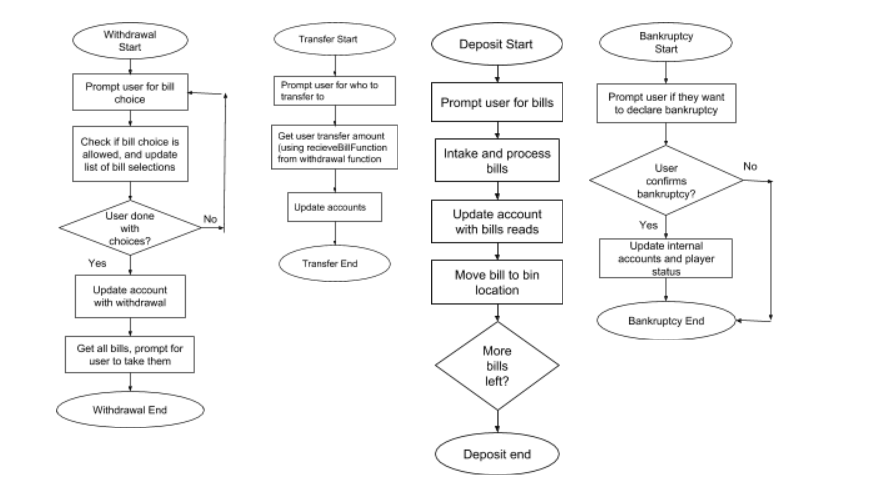 Withdrawal
Start
Prompt user for bill
choice
Check if bill choice is
allowed, and update
list of bill selections
User done
with
choices?
No
Yes
Update account
with withdrawal
Get all bills, prompt for
user to take them
Withdrawal End
Transfer Start
Prompt user for who to
transfer to
Get user transfer amount
(using recieveBillFunction
from withdrawal function
Update accounts
Transfer End
Deposit Start
Prompt user for bills
Intake and process
bills
Update account
with bills reads
Move bill to bin
location
More
bills
left?
Deposit end
Bankruptcy
Start
Prompt user if they want
to declare bankruptcy
User
confirms
bankruptcy?
No
Yes
Update internal
accounts and player
status
Bankruptcy End